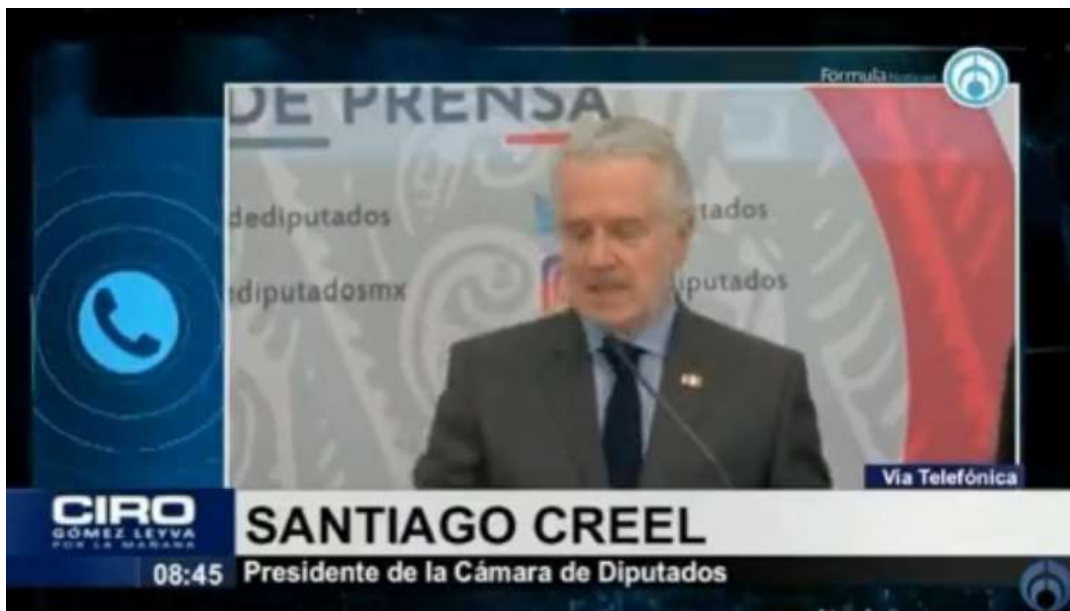 Formula
DE PRENSA
dediputados
tados
diputadosmx
iputados
Via Telefónica
CIRO
GÓMEZ LEYVA
POR LA MAÑANA
SANTIAGO CREEL
08:45
Presidente de la Cámara de Diputados